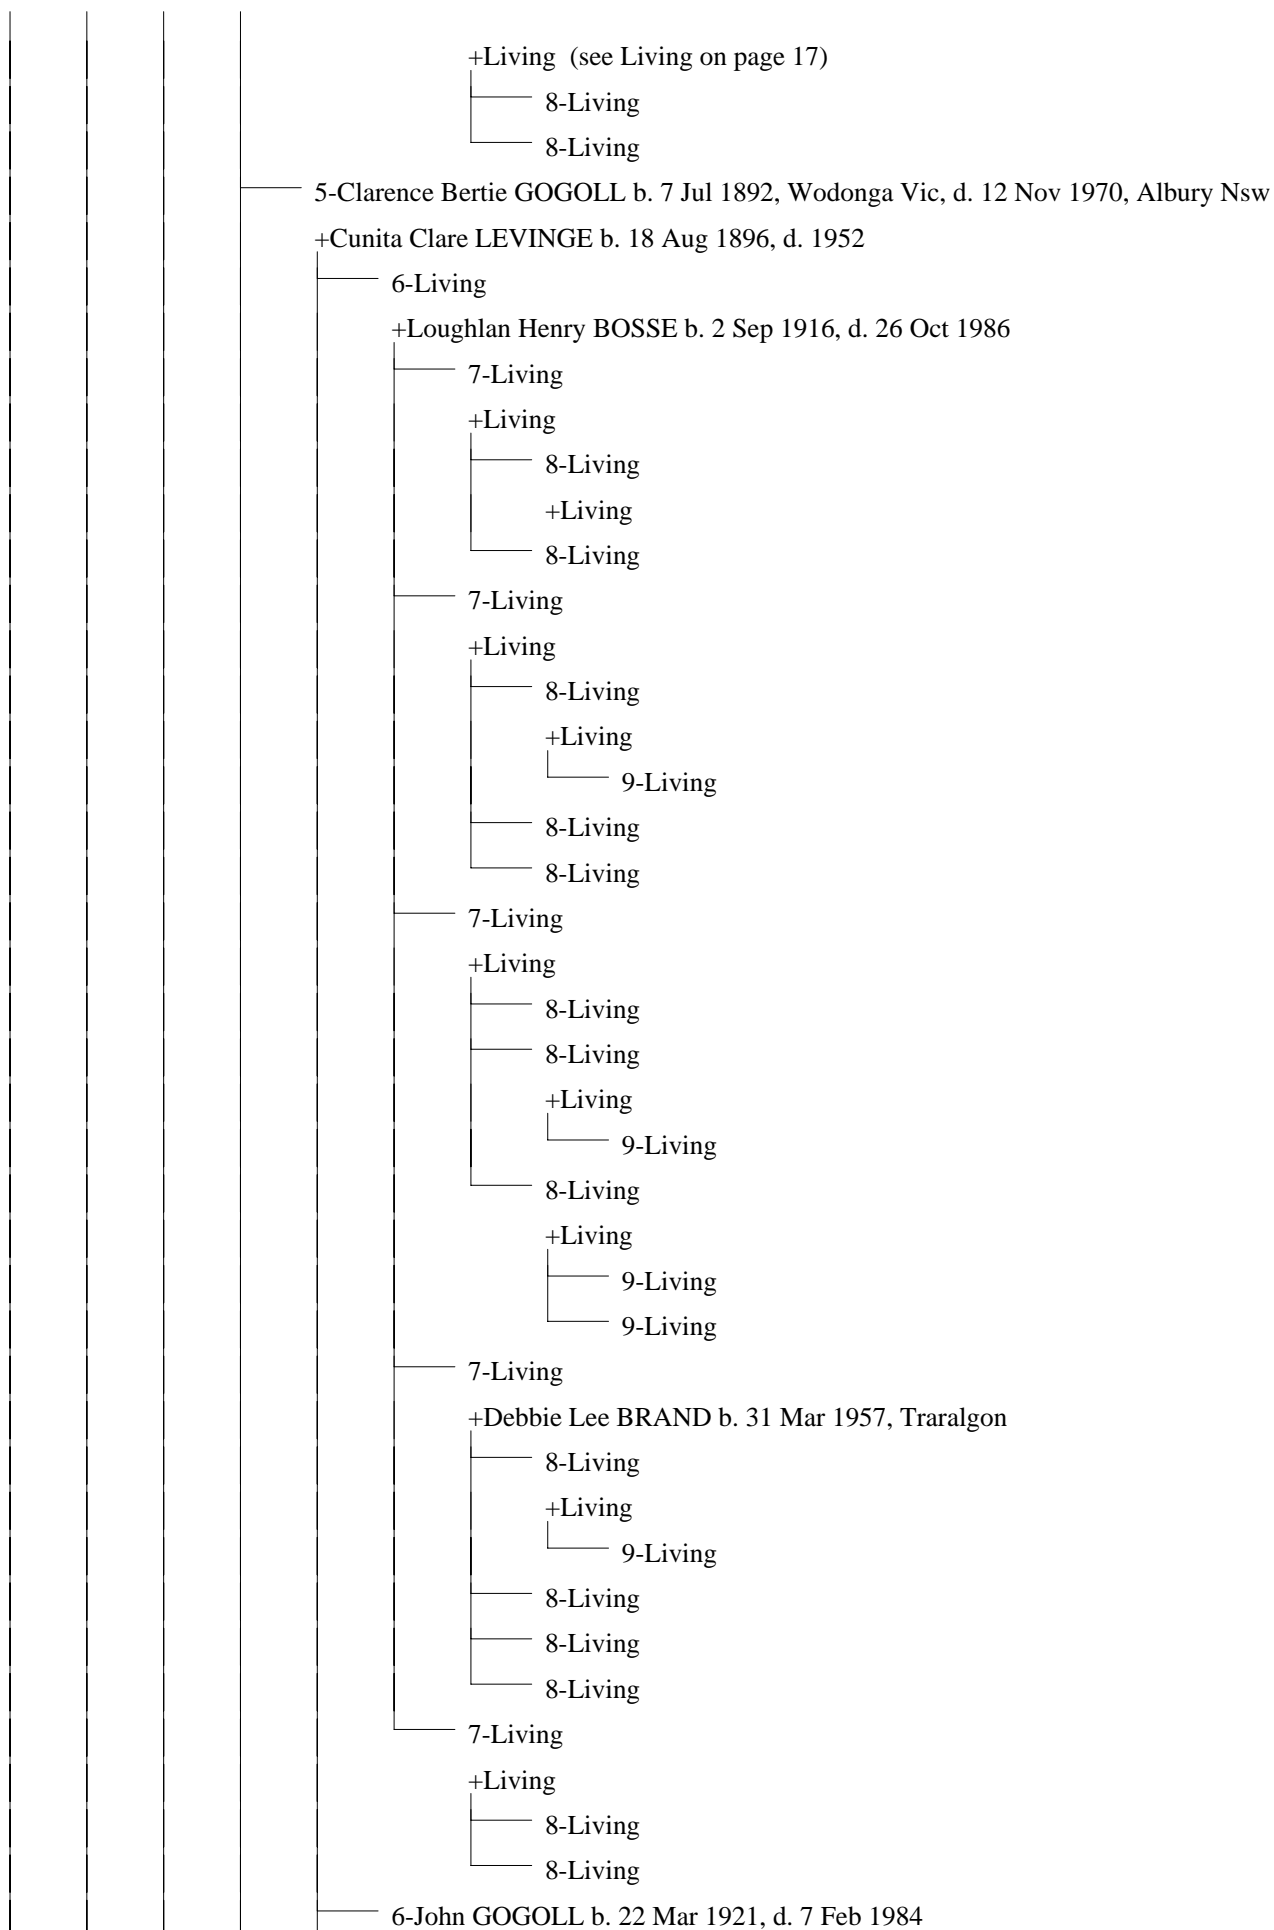 +Living  (see Living on page 17)
8-Living
8-Living
5-Clarence Bertie GOGOLL b. 7 Jul 1892, Wodonga Vic, d. 12 Nov 1970, Albury Nsw
+Cunita Clare LEVINGE b. 18 Aug 1896, d. 1952
6-Living
+Loughlan Henry BOSSE b. 2 Sep 1916, d. 26 Oct 1986
7-Living
+Living
8-Living
+Living
8-Living
7-Living
+Living
8-Living
+Living
9-Living
8-Living
8-Living
7-Living
+Living
8-Living
8-Living
+Living
9-Living
8-Living
+Living
9-Living
9-Living
7-Living
+Debbie Lee BRAND b. 31 Mar 1957, Traralgon
8-Living
+Living
9-Living
8-Living
8-Living
8-Living
7-Living
+Living
8-Living
8-Living
6-John GOGOLL b. 22 Mar 1921, d. 7 Feb 1984